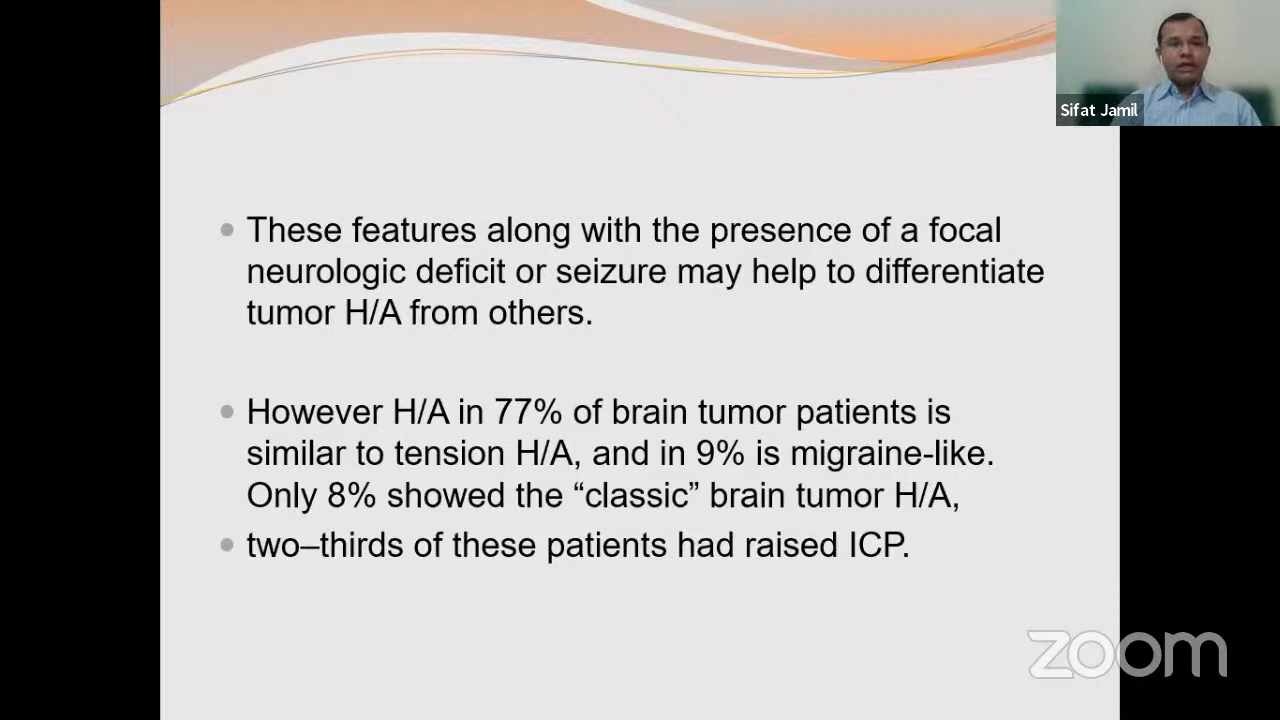 Sifat Jamil
These features along with the presence of a focal
neurologic deficit or seizure may help to differentiate
tumor H/A from others.
However H/A in 77% of brain tumor patients is
similar to tension H/A, and in 9% is migraine-like.
Only 8% showed the “classic” brain tumor H/A,
two–thirds of these patients had raised ICP.
zoom